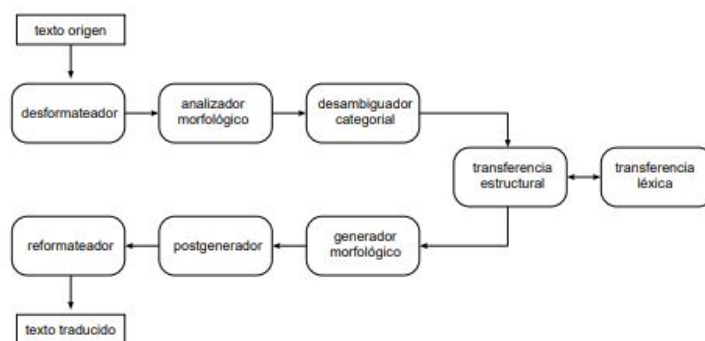 texto origen
desformateador
analizador
morfológico
desambiguador
categorial
transferencia
estructural
transferencia
léxica
generador
morfológico
postgenerador
reformateador
texto traducido